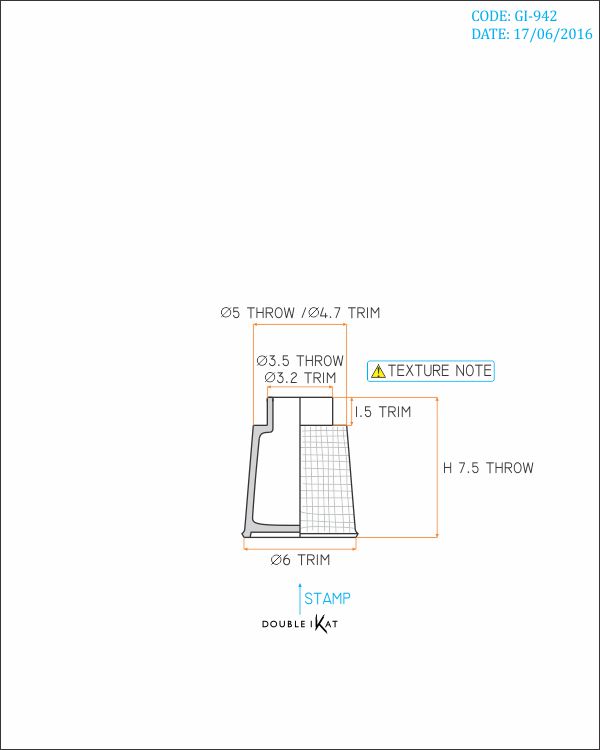 CODE: GI-942
DATE: 17/06/2016
Ø5 THROW /Ø4.7 TRIM
Ø3.5 THROW
Ø3.2 TRIM
TEXTURE NOTE
1.5 TRIM
H 7.5 THROW
Ø6 TRIM
STAMP
DOUBLE IKAT